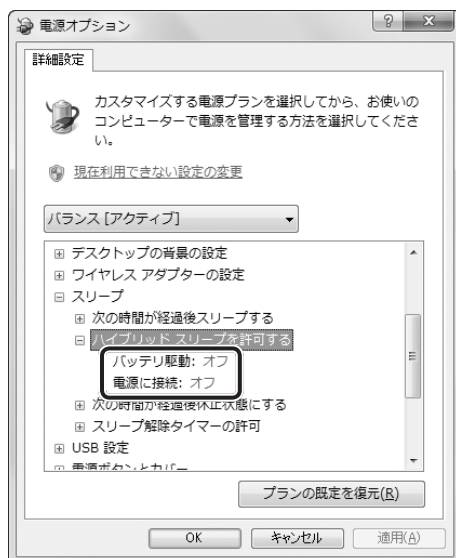 電源オプション
詳細設定
カスタマイズする電源プランを選択してから、お使いの
コンピューターで電源を管理する方法を選択してくださ
い。
現在利用できない設定の変更
バランス [アクティブ]
デスクトップの背景の設定
ワイヤレス アダプターの設定
スリープ
次の時間が経過後スリープする
ハイブリッド スリープを許可する
バッテリ駆動: オフ
電源に接続: オフ
次の時間が経過後休止状態にする
スリープ解除タイマーの許可
USB 設定
電源ボタンとカバー
プランの既定を復元(R)
OK キャンセル 適用(A)